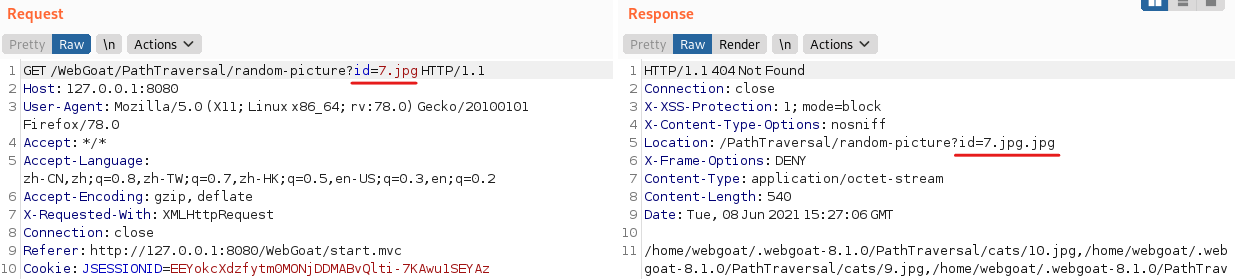 Request
Pretty Raw \n Actions
1 GET /WebGoat/PathTraversal/random-picture?id=7.jpg HTTP/1.1
2 Host: 127.0.0.1:8080
3 User-Agent: Mozilla/5.0 (X11; Linux x86_64; rv:78.0) Gecko/20100101
Firefox/78.0
4 Accept: */*
5 Accept-Language:
zh-CN,zh;q=0.8,zh-TW;q=0.7,zh-HK;q=0.5,en-US;q=0.3,en;q=0.2
6 Accept-Encoding: gzip, deflate
7 X-Requested-With: XMLHttpRequest
8 Connection: close
9 Referer: http://127.0.0.1:8080/WebGoat/start.mvc
10 Cookie: JSESSIONID=EEYokcXdzfytm0MONjDDMABvQlti-7KAwu1SEYAz
Response
Pretty Raw Render \n Actions
1 HTTP/1.1 404 Not Found
2 Connection: close
3 X-XSS-Protection: 1; mode=block
4 X-Content-Type-Options: nosniff
5 Location: /PathTraversal/random-picture?id=7.jpg.jpg
6 X-Frame-Options: DENY
7 Content-Type: application/octet-stream
8 Content-Length: 540
9 Date: Tue, 08 Jun 2021 15:27:06 GMT
10
11 /home/webgoat/.webgoat-8.1.0/PathTraversal/cats/10.jpg,/home/webgoat/.web
goat-8.1.0/PathTraversal/cats/9.jpg,/home/webgoat/.webgoat-8.1.0/PathTrav